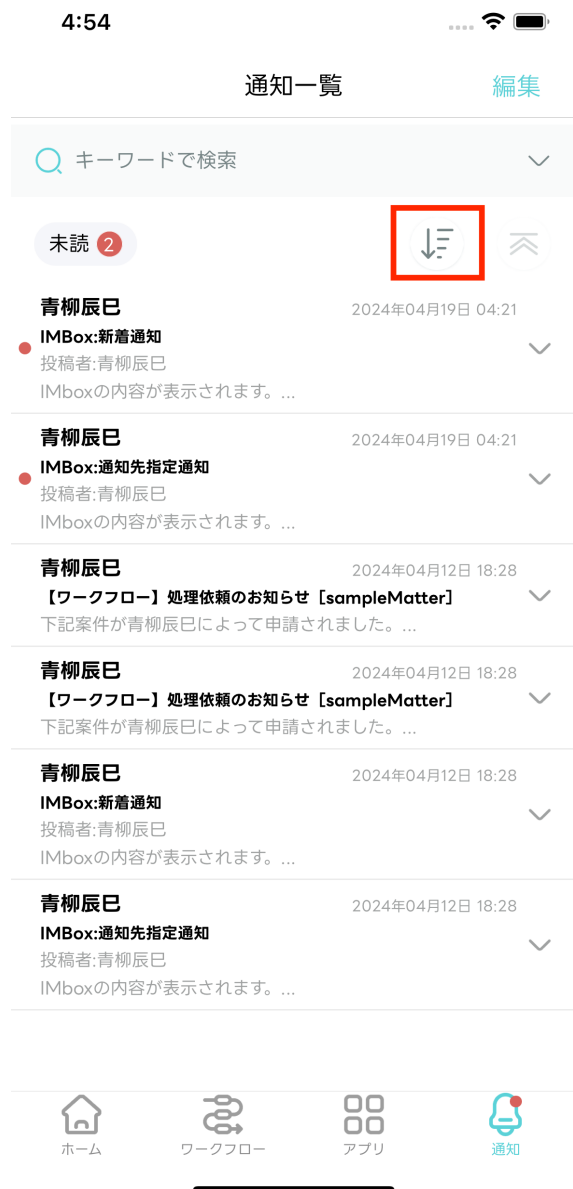 4:54
通知一覧 編集
キーワードで検索
未読 2
青柳辰巳 2024年04月19日 04:21
IMBox:新着通知
投稿者:青柳辰巳
IMboxの内容が表示されます。...
青柳辰巳 2024年04月19日 04:21
IMBox:通知先指定通知
投稿者:青柳辰巳
IMboxの内容が表示されます。...
青柳辰巳 2024年04月12日 18:28
【ワークフロー】処理依頼のお知らせ［sampleMatter］
下記案件が青柳辰巳によって申請されました。...
青柳辰巳 2024年04月12日 18:28
【ワークフロー】処理依頼のお知らせ［sampleMatter］
下記案件が青柳辰巳によって申請されました。...
青柳辰巳 2024年04月12日 18:28
IMBox:新着通知
投稿者:青柳辰巳
IMboxの内容が表示されます。...
青柳辰巳 2024年04月12日 18:28
IMBox:通知先指定通知
投稿者:青柳辰巳
IMboxの内容が表示されます。...
ホーム ワークフロー アプリ 通知